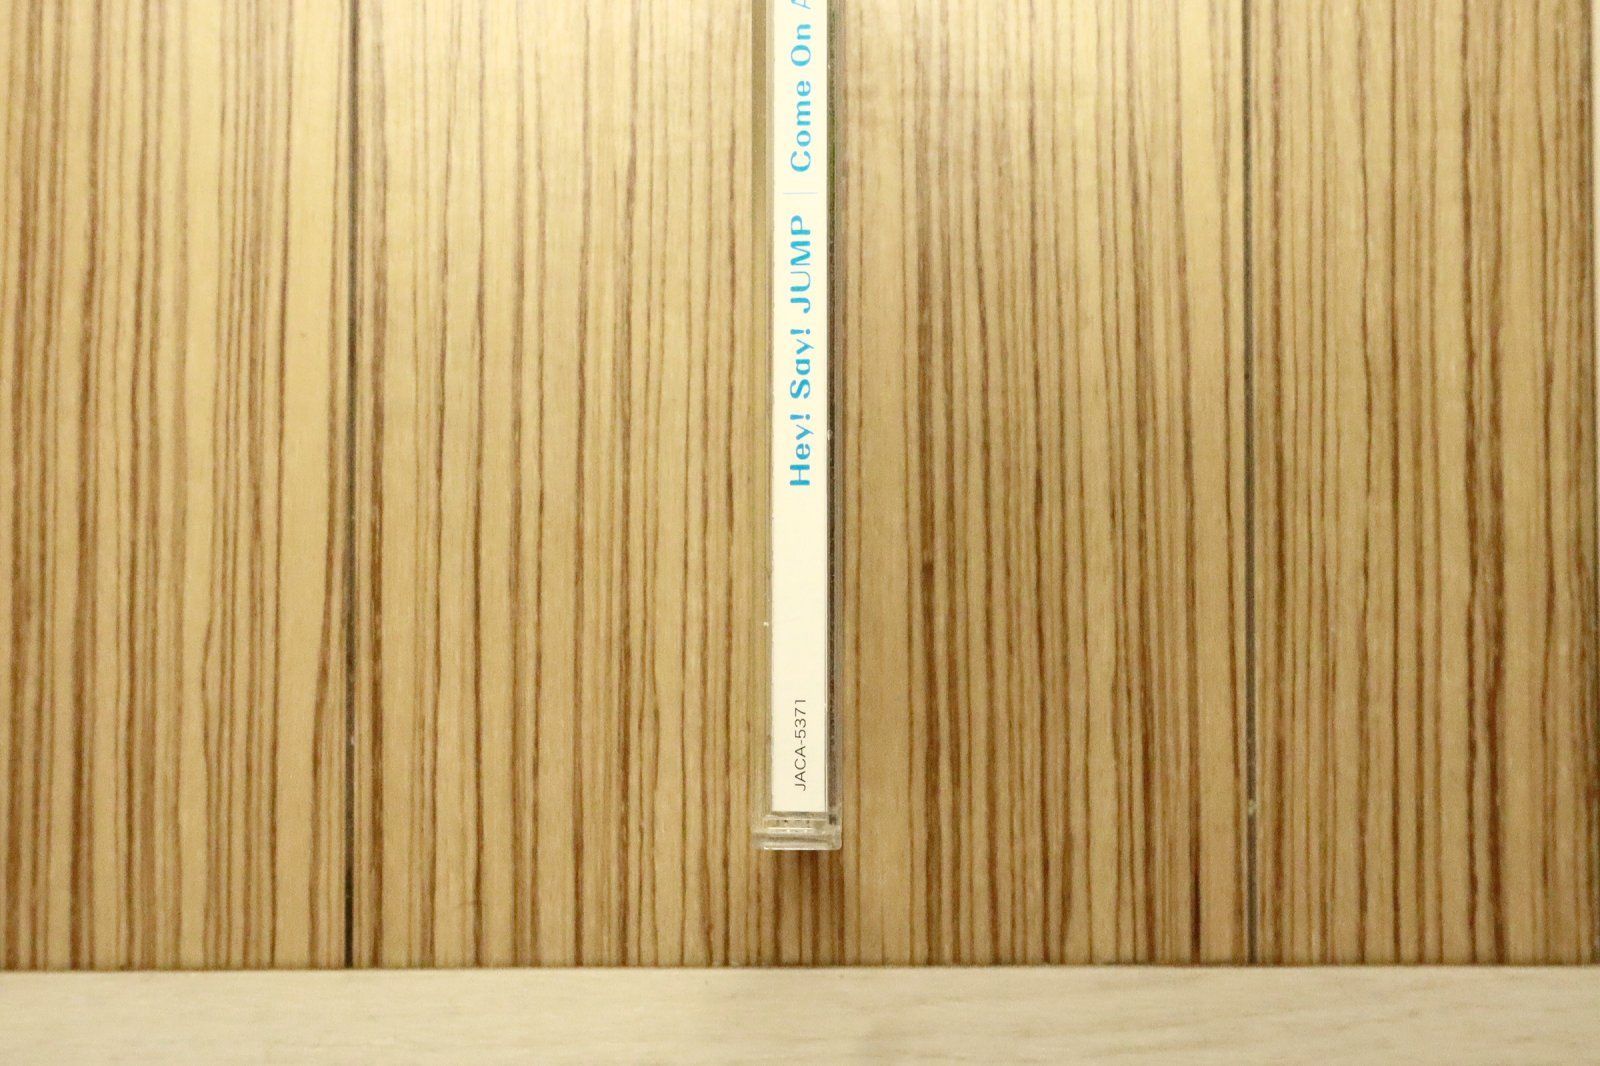 Hey! Say! JUMP | Come On A
JACA-5371